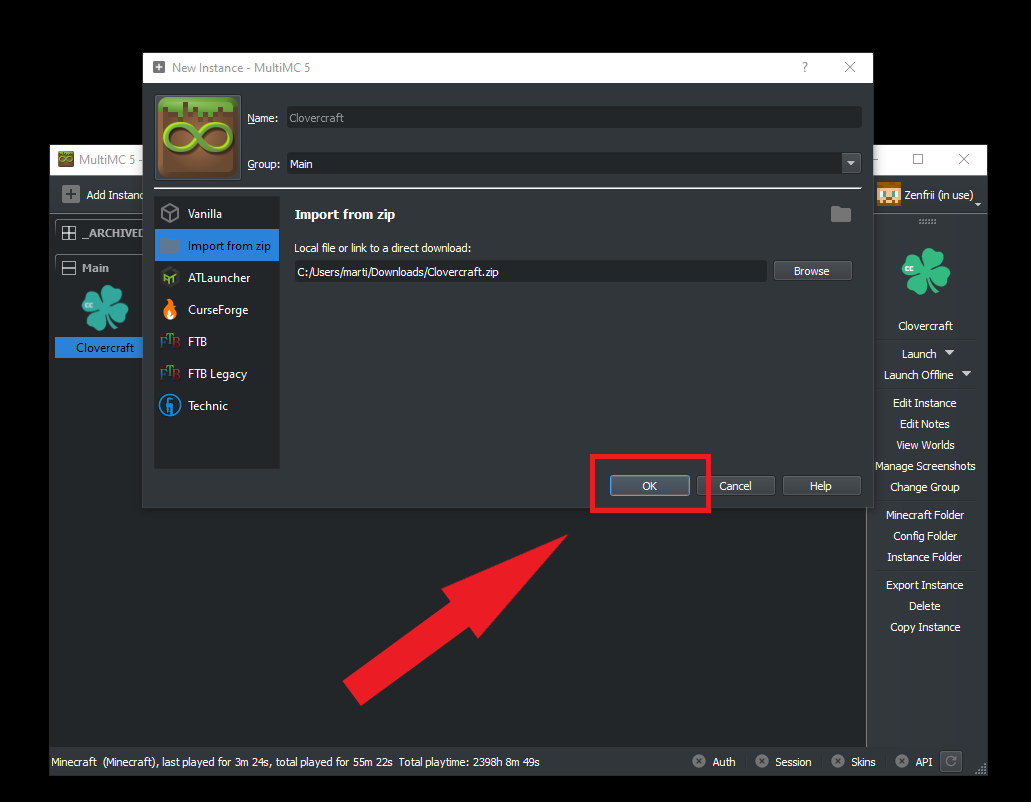 New Instance - MultiMC 5
?
Name: Clovercraft
Group: Main
MultiMC 5 -
Add Instanc
Zenfrii (in use)
_ARCHIVED
Main
CC
Clovercraft
Vanilla
Import from zip
ATLauncher
CurseForge
FTB
FTB Legacy
Technic
Import from zip
Local file or link to a direct download:
C:/Users/marti/Downloads/Clovercraft.zip
Browse
OK
Cancel
Help
CC
Clovercraft
Launch
Launch Offline
Edit Instance
Edit Notes
View Worlds
Manage Screenshots
Change Group
Minecraft Folder
Config Folder
Instance Folder
Export Instance
Delete
Copy Instance
Minecraft (Minecraft), last played for 3m 24s, total played for 55m 22s Total playtime: 2398h 8m 49s
Auth
Session
Skins
API